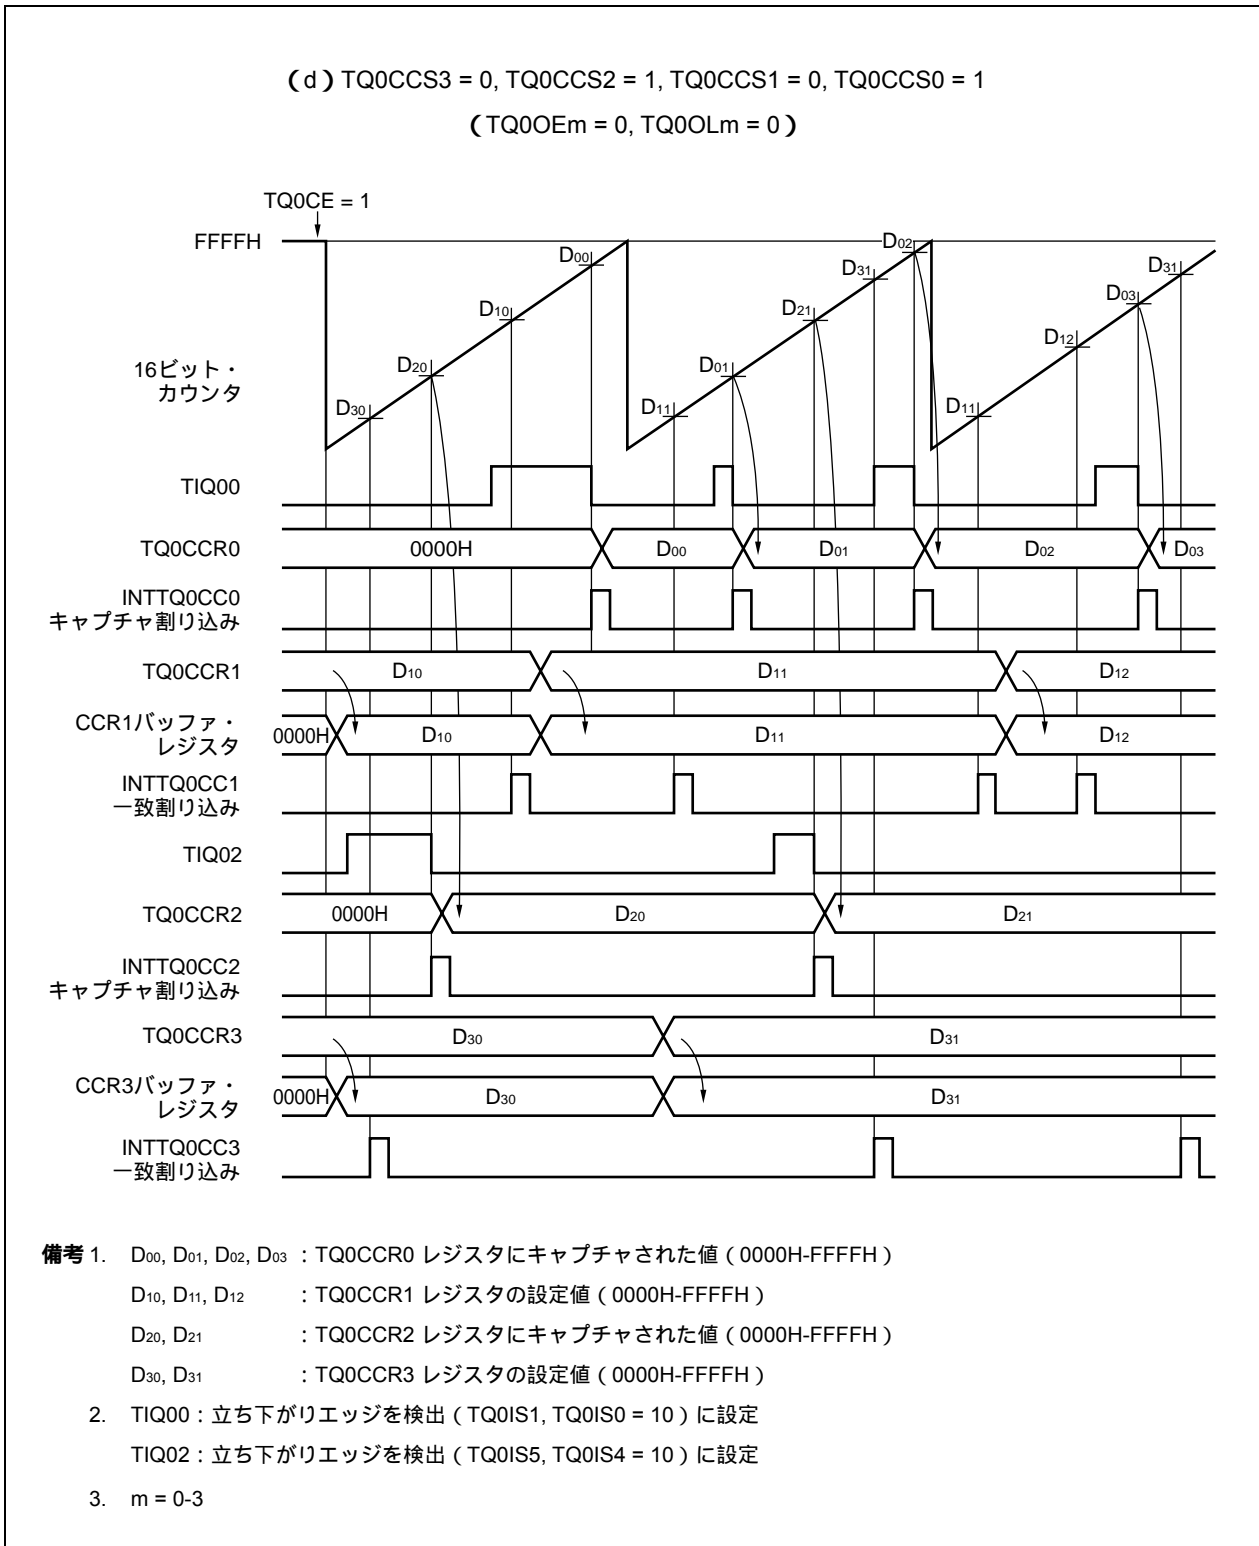 (d) TQ0CCS3 = 0, TQ0CCS2 = 1, TQ0CCS1 = 0, TQ0CCS0 = 1
(TQ0OEm = 0, TQ0OLm = 0)
TQ0CE = 1
FFFFH
16ビット・
カウンタ
D30
D20
D10
D00
D11
D01
D21
D31
D02
D11
D12
D03
D31
TIQ00
TQ0CCR0
0000H
D00
D01
D02
D03
INTTQ0CC0
キャプチャ割り込み
TQ0CCR1
D10
D11
D12
CCR1バッファ・
レジスタ
0000H
D10
D11
D12
INTTQ0CC1
一致割り込み
TIQ02
TQ0CCR2
0000H
D20
D21
INTTQ0CC2
キャプチャ割り込み
TQ0CCR3
D30
D31
CCR3バッファ・
レジスタ
0000H
D30
D31
INTTQ0CC3
一致割り込み
備考 1. D00, D01, D02, D03 : TQ0CCR0 レジスタにキャプチャされた値(0000H-FFFFH)
D10, D11, D12 : TQ0CCR1 レジスタの設定値(0000H-FFFFH)
D20, D21 : TQ0CCR2 レジスタにキャプチャされた値(0000H-FFFFH)
D30, D31 : TQ0CCR3 レジスタの設定値(0000H-FFFFH)
2. TIQ00:立ち下がりエッジを検出(TQ0IS1, TQ0IS0 = 10)に設定
TIQ02:立ち下がりエッジを検出(TQ0IS5, TQ0IS4 = 10)に設定
3. m = 0-3